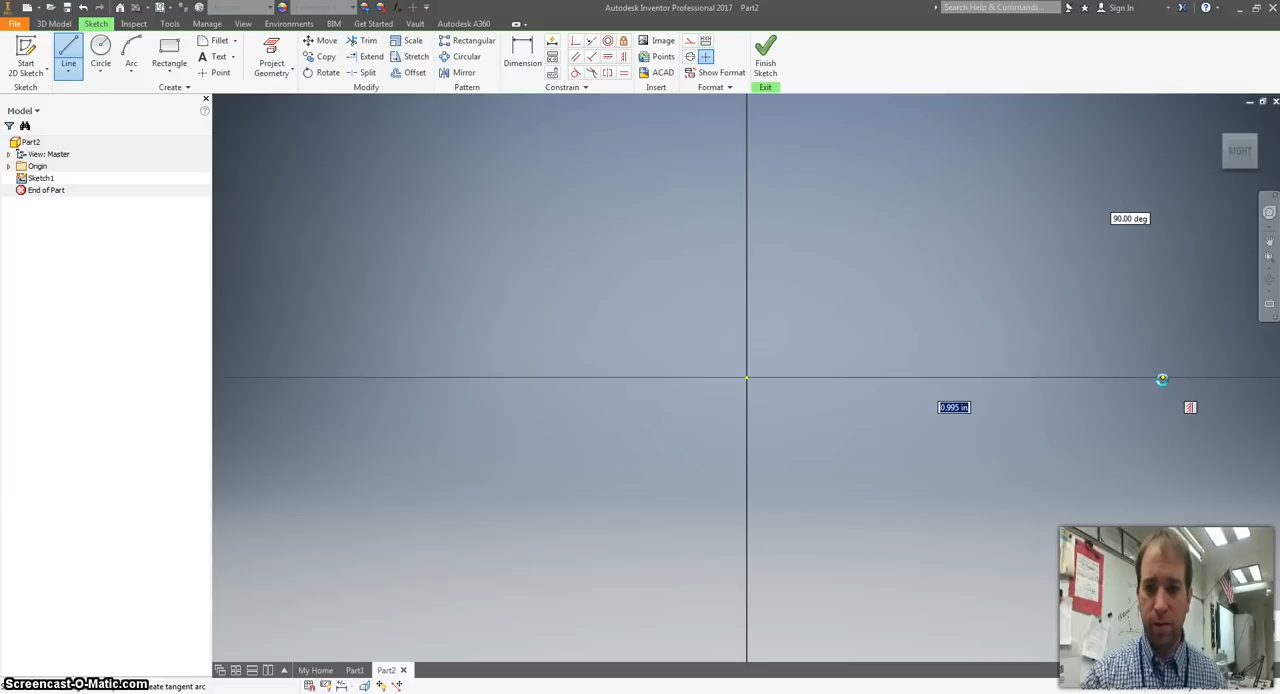 Autodesk Inventor Professional 2017 Part2
Search Help & Commands...
Sign In
File 3D Model Sketch Inspect Tools Manage View Environments BIM Get Started Vault Autodesk A360
Start
2D Sketch
Line
Circle
Arc
Rectangle
Fillet
Text
Point
Project
Geometry
Move Trim Scale
Copy Extend Stretch
Rotate Split Offset
Rectangular
Circular
Mirror
Dimension
Image
Points
ACAD
Show Format
Finish
Sketch
Sketch Create Modify Pattern Constrain Insert Format Exit
Model
Part2
View: Master
Origin
Sketch1
End of Part
RIGHT
90.00 deg
0.995 in
My Home Part1 Part2
Screencast-O-Matic.com
eate tangent arc